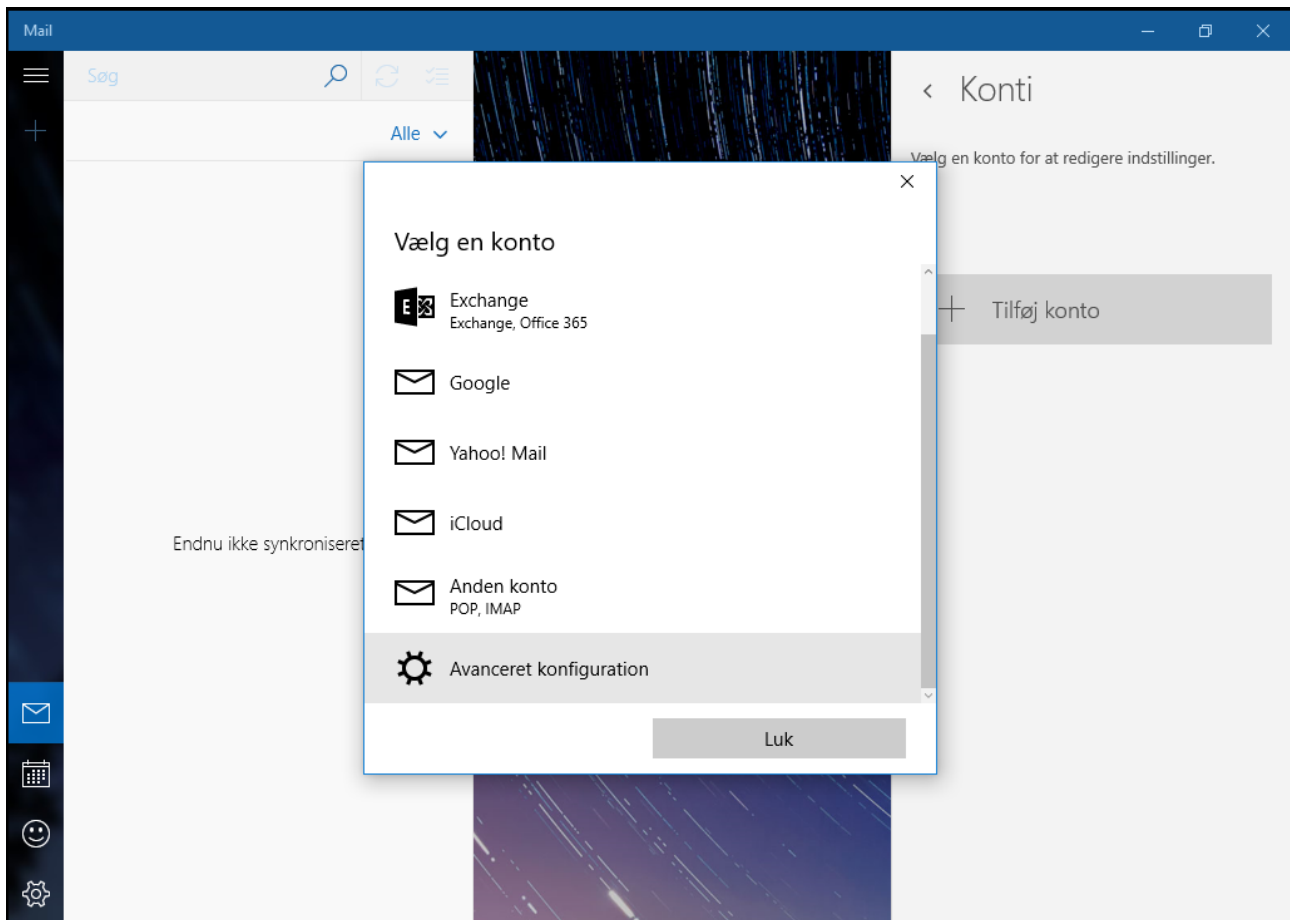 Mail
Søg
Alle
Endnu ikke synkroniseret
Konti
Vælg en konto for at redigere indstillinger.
Tilføj konto
Vælg en konto
Exchange
Exchange, Office 365
Google
Yahoo! Mail
iCloud
Anden konto
POP, IMAP
Avanceret konfiguration
Luk